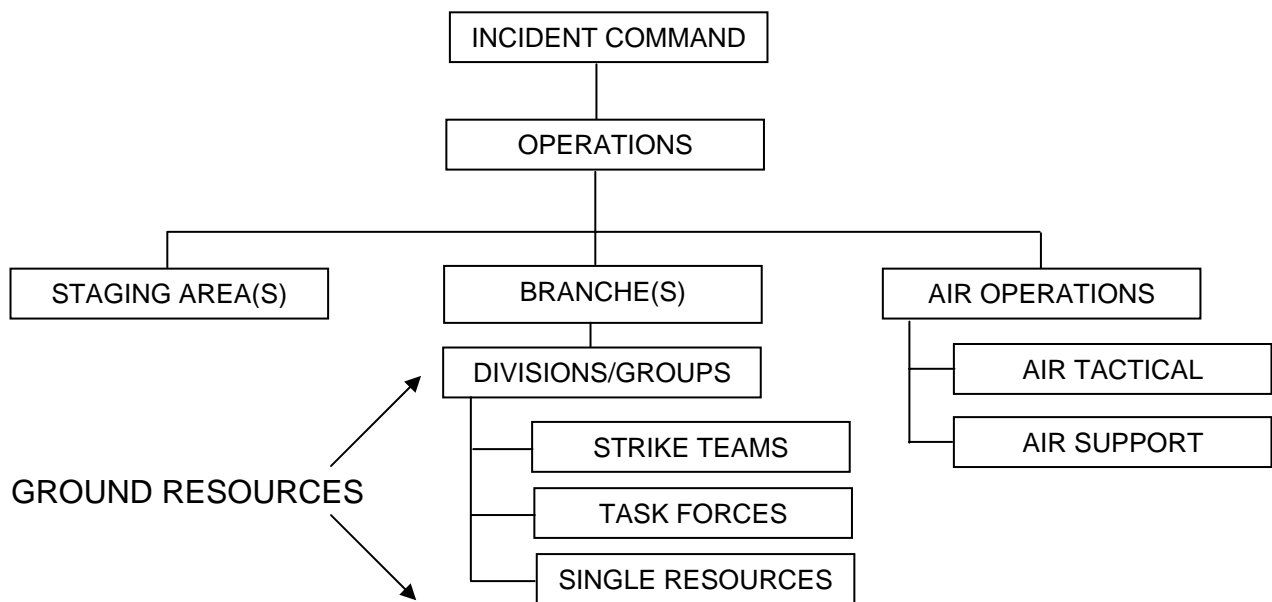 INCIDENT COMMAND
OPERATIONS
STAGING AREA(S)
BRANCHE(S)
AIR OPERATIONS
DIVISIONS/GROUPS
AIR TACTICAL
STRIKE TEAMS
AIR SUPPORT
GROUND RESOURCES
TASK FORCES
SINGLE RESOURCES